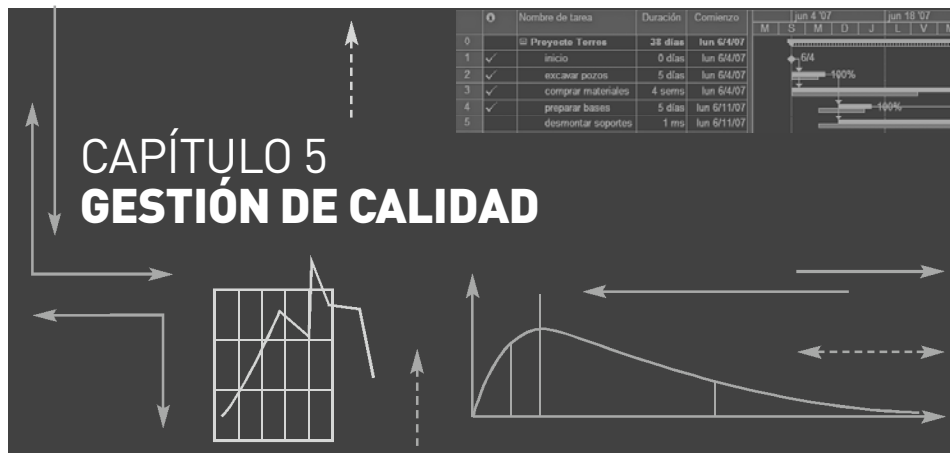 Nombre de tarea Duración Comienzo jun 4 '07 jun 18 '07
M S M D J L V M
0 Proyecto Terros 38 días lun 6/4/07
1 inicio 0 días lun 6/4/07 6/4
2 excavar pozos 5 días lun 6/4/07 100%
3 comprar materiales 4 sems lun 6/4/07
4 preparar bases 5 días lun 6/11/07 100%
5 desmontar soportes 1 ms lun 6/11/07
CAPÍTULO 5
GESTIÓN DE CALIDAD